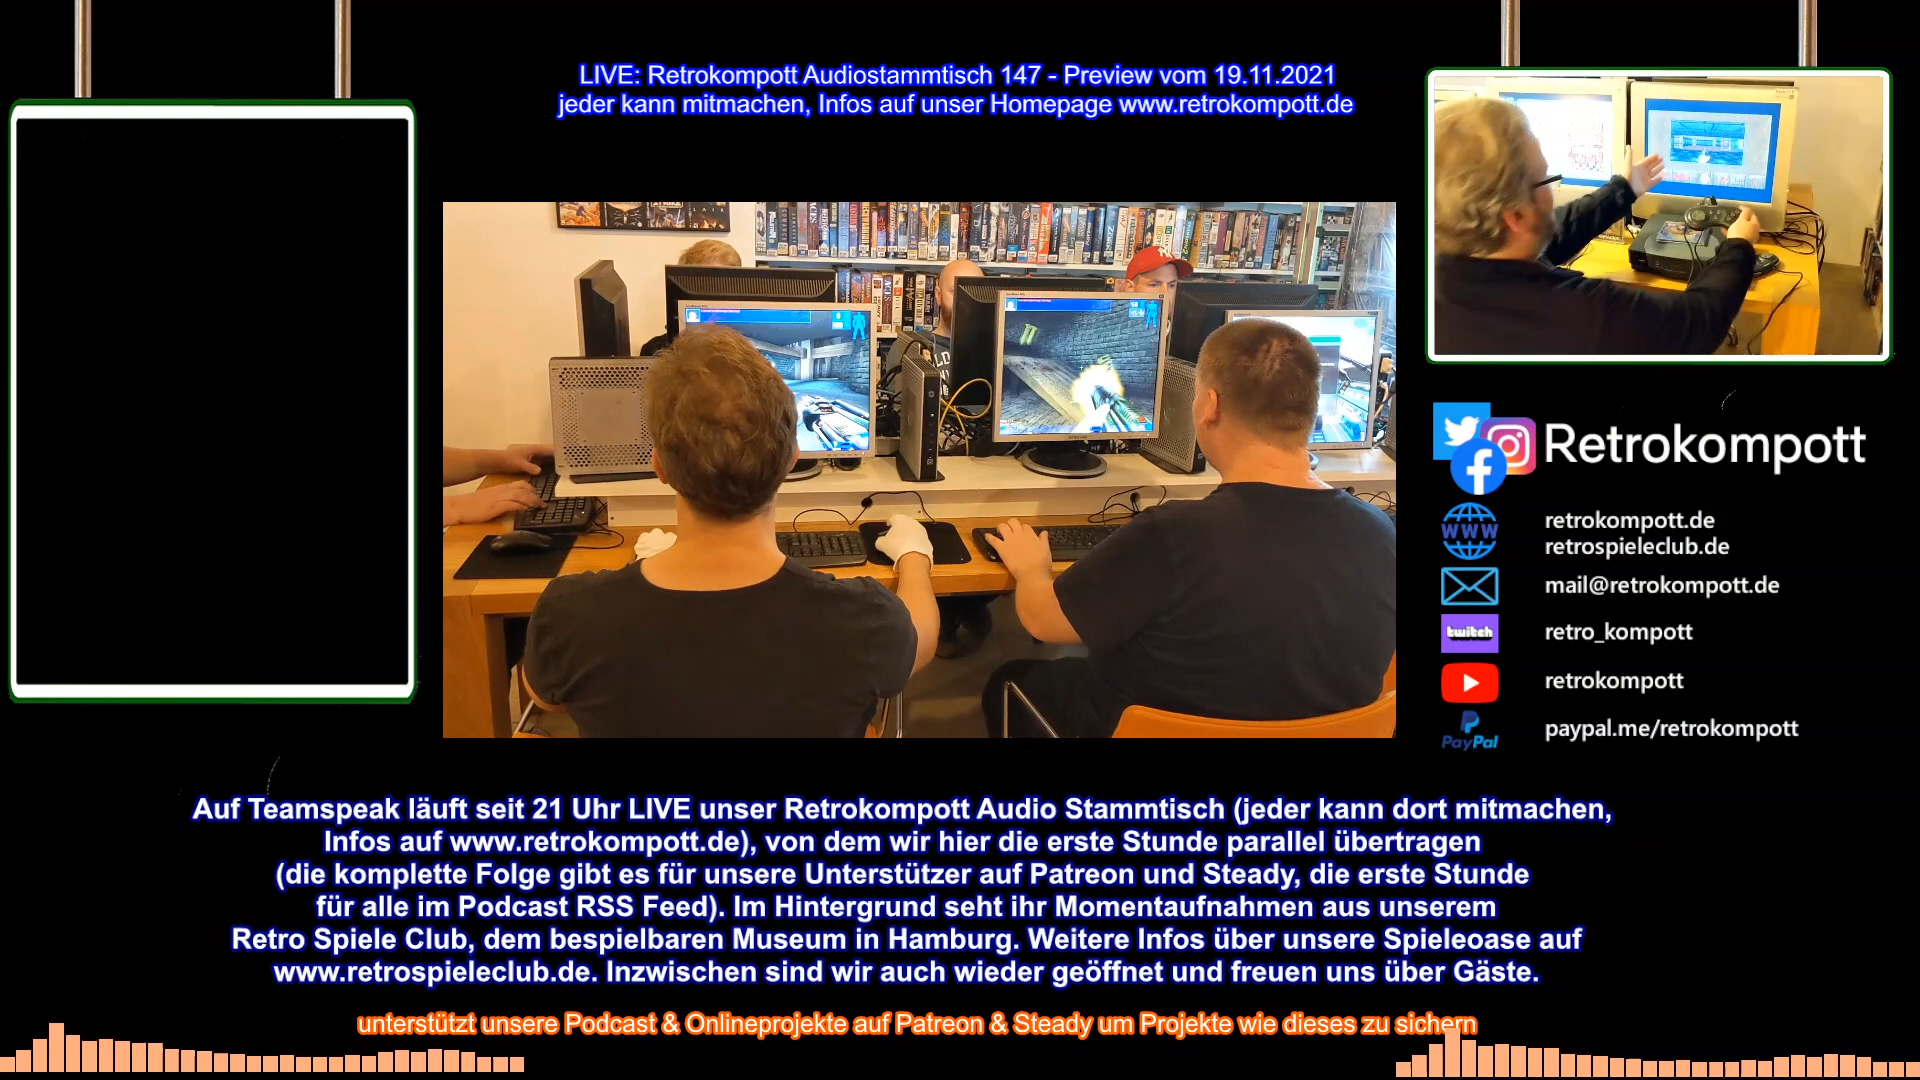 LIVE: Retrokompott Audiostammtisch 147 - Preview vom 19.11.2021
jeder kann mitmachen, Infos auf unser Homepage www.retrokompott.de
Retrokompott
WWW
retrokompott.de
retrospieleclub.de
mail@retrokompott.de
twitch
retro_kompott
retrokompott
PayPal
paypal.me/retrokompott
Auf Teamspeak läuft seit 21 Uhr LIVE unser Retrokompott Audio Stammtisch (jeder kann dort mitmachen,
Infos auf www.retrokompott.de), von dem wir hier die erste Stunde parallel übertragen
(die komplette Folge gibt es für unsere Unterstützer auf Patreon und Steady, die erste Stunde
für alle im Podcast RSS Feed). Im Hintergrund seht ihr Momentaufnahmen aus unserem
Retro Spiele Club, dem bespielbaren Museum in Hamburg. Weitere Infos über unsere Spieleoase auf
www.retrospieleclub.de. Inzwischen sind wir auch wieder geöffnet und freuen uns über Gäste.
unterstützt unsere Podcast & Onlineprojekte auf Patreon & Steady um Projekte wie dieses zu sichern